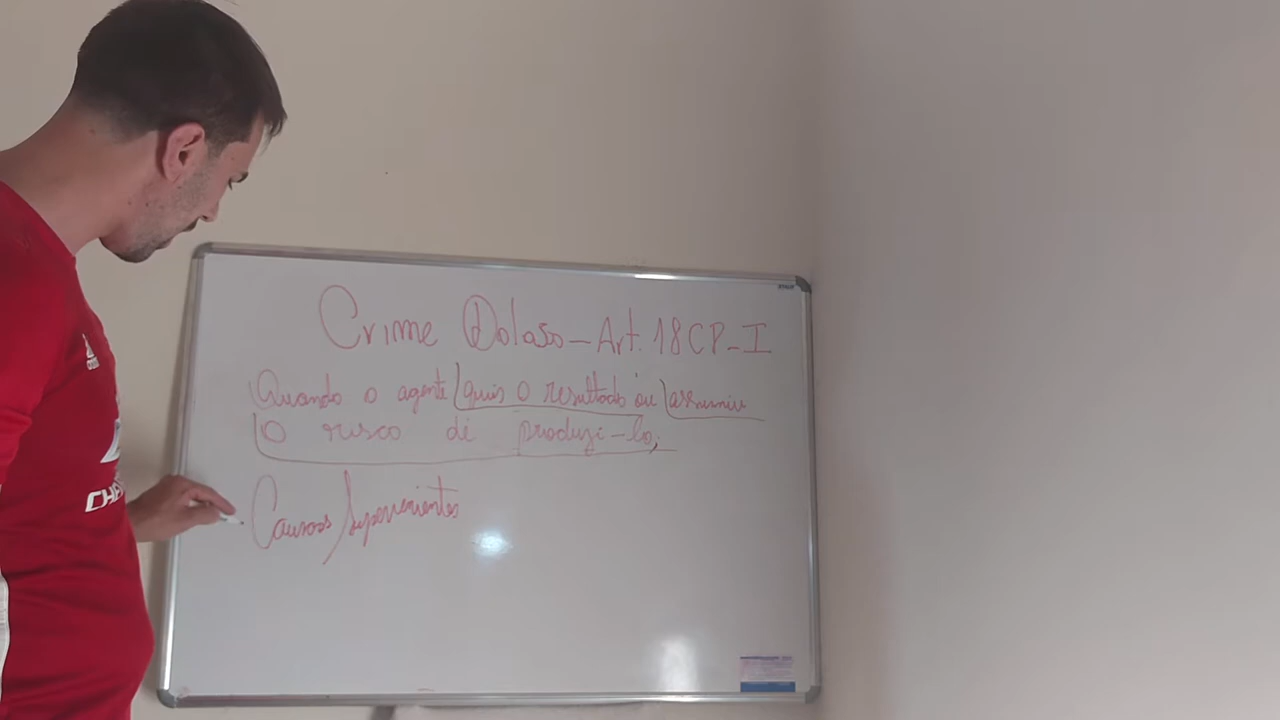 Crime Doloso - Art. 18 CP - I
Quando o agente quis o resultado ou assumiu
o risco de produzi-lo;
Causas Supervenientes